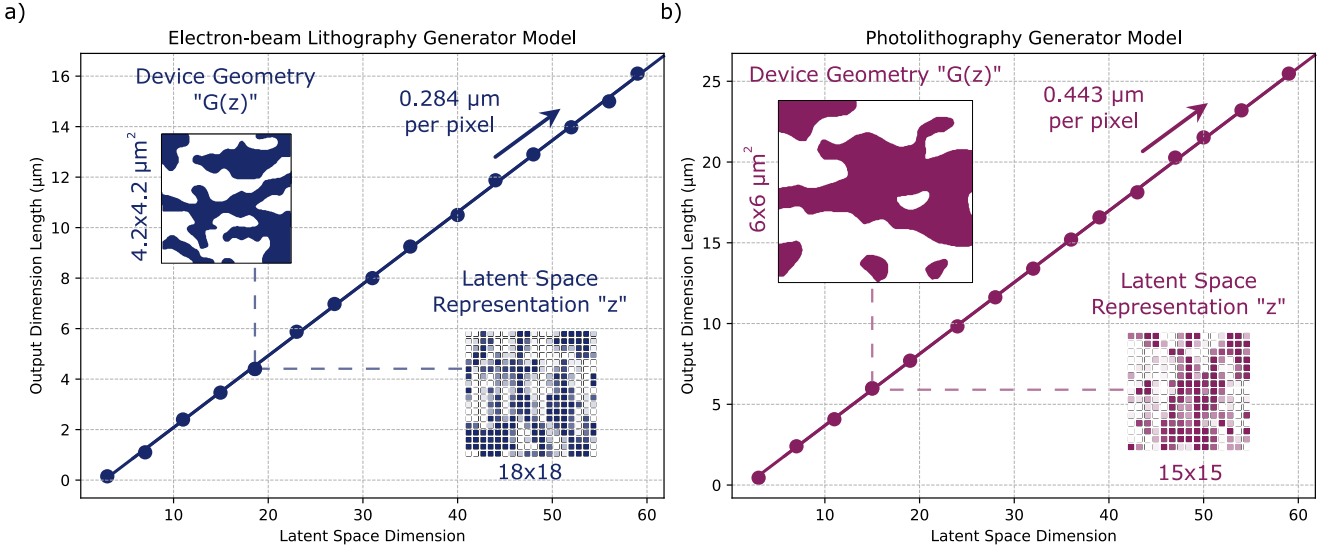 a)
Electron-beam Lithography Generator Model
Output Dimension Length (μm)
16
14
12
10
8
6
4
2
0
Device Geometry
"G(z)"
4.2x4.2 μm²
0.284 μm
per pixel
Latent Space
Representation "z"
18x18
10
20
30
40
50
60
Latent Space Dimension
b)
Photolithography Generator Model
Output Dimension Length (μm)
25
20
15
10
5
0
Device Geometry "G(z)"
6x6 μm²
0.443 μm
per pixel
Latent Space
Representation "z"
15x15
10
20
30
40
50
60
Latent Space Dimension